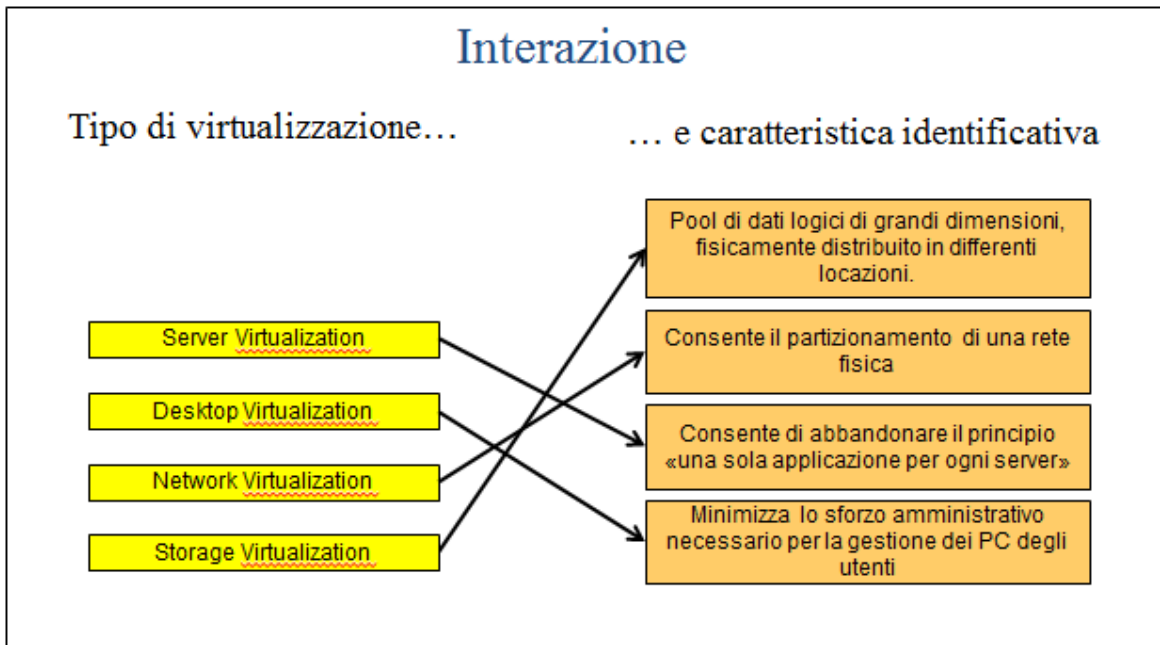 Interazione
Tipo di virtualizzazione…
… e caratteristica identificativa
Server Virtualization
Desktop Virtualization
Network Virtualization
Storage Virtualization
Pool di dati logici di grandi dimensioni,
fisicamente distribuito in differenti
locazioni.
Consente il partizionamento di una rete
fisica
Consente di abbandonare il principio
«una sola applicazione per ogni server»
Minimizza lo sforzo amministrativo
necessario per la gestione dei PC degli
utenti